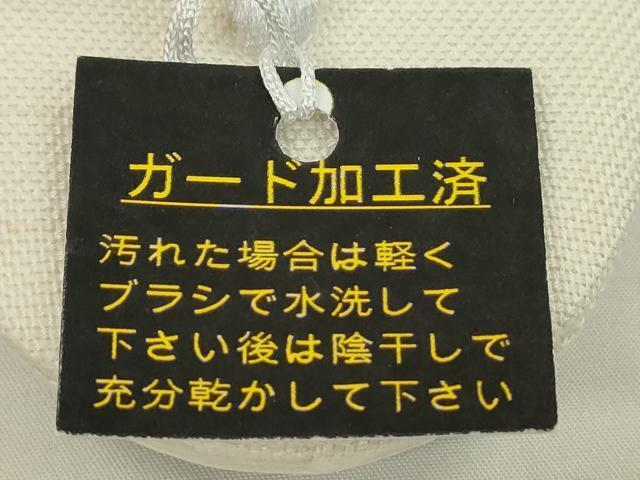 ガード加工済
汚れた場合は軽く
ブラシで水洗して
下さい後は陰干しで
充分乾かして下さい